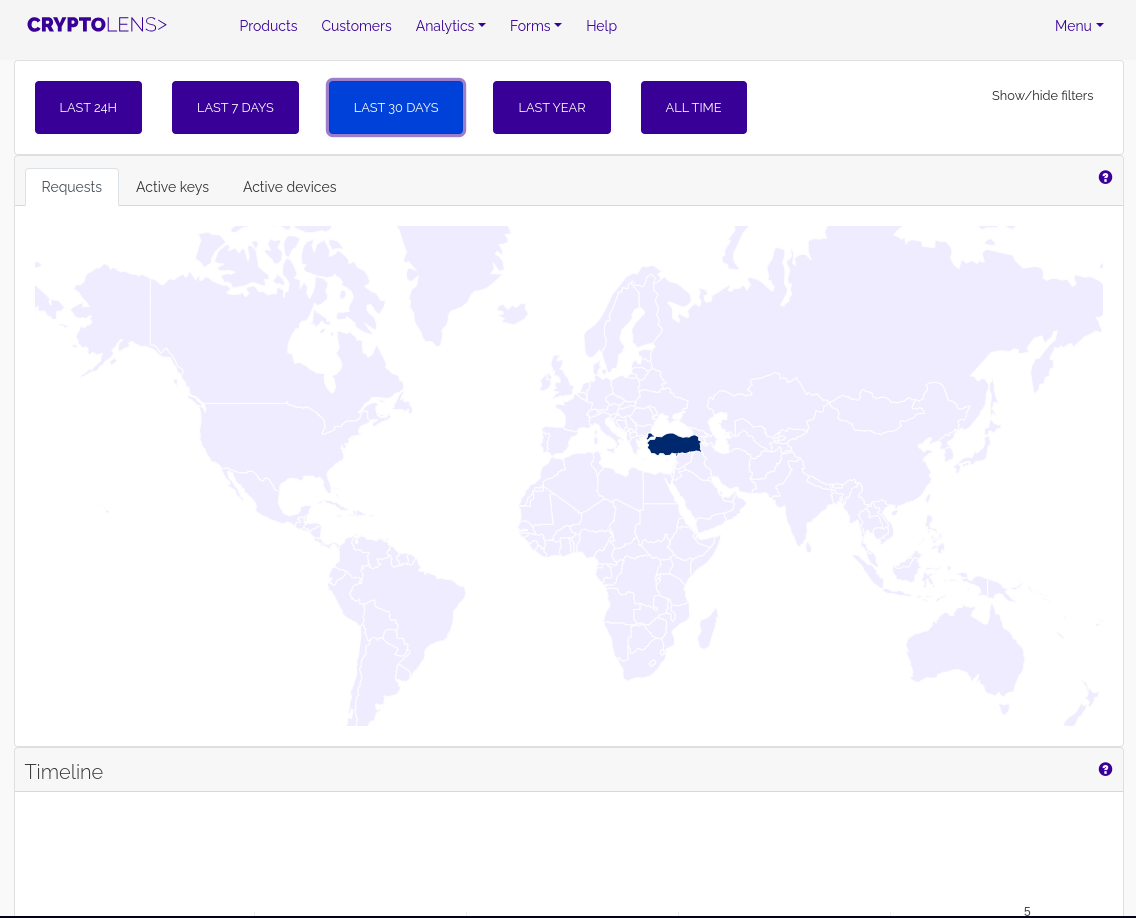 CRYPTOLENS> Products Customers Analytics Forms Help Menu
LAST 24H LAST 7 DAYS LAST 30 DAYS LAST YEAR ALL TIME Show/hide filters
Requests Active keys Active devices
Timeline
5